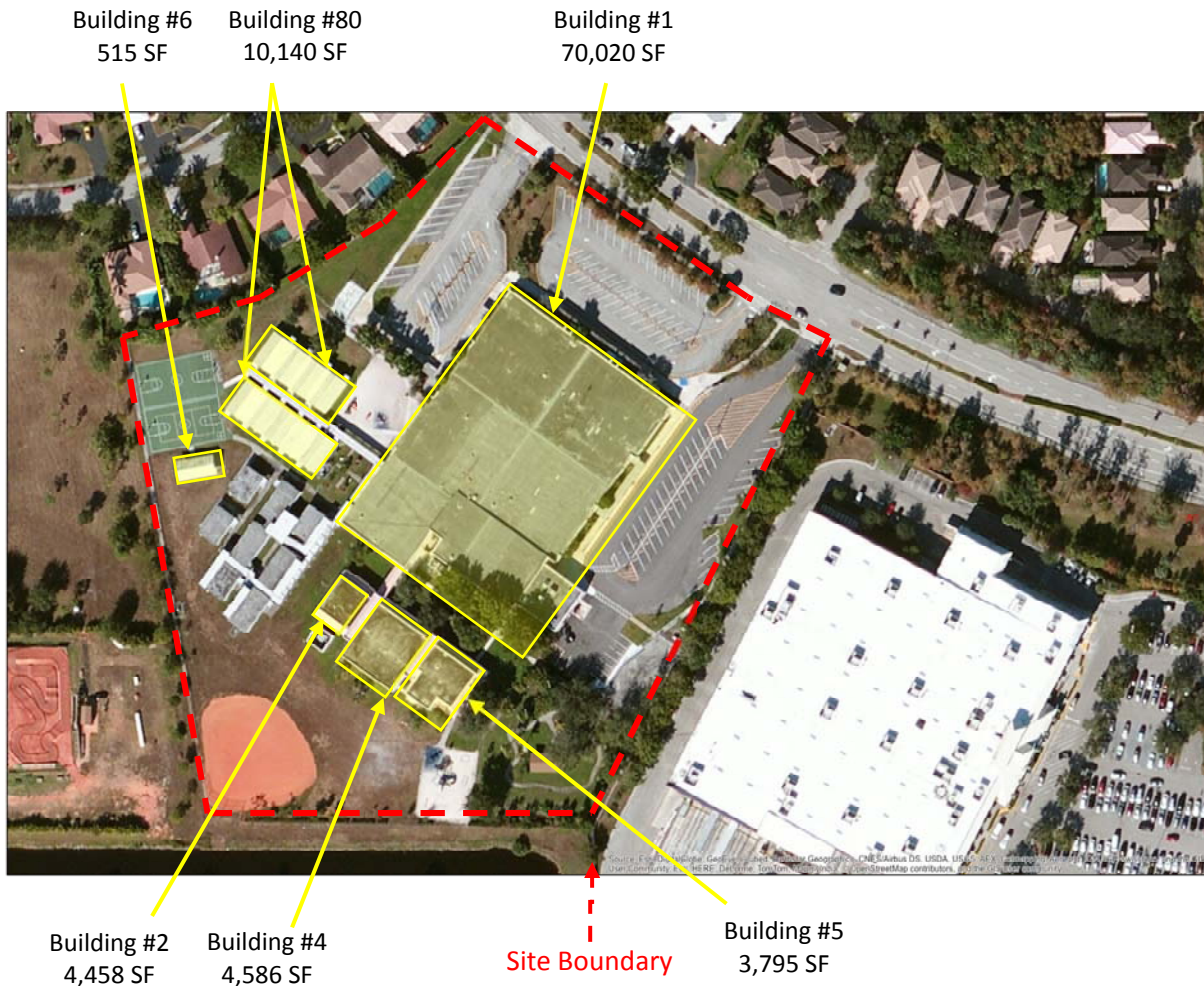 Building #6
515 SF
Building #80
10,140 SF
Building #1
70,020 SF
Building #2
4,458 SF
Building #4
4,586 SF
Site Boundary
Building #5
3,795 SF